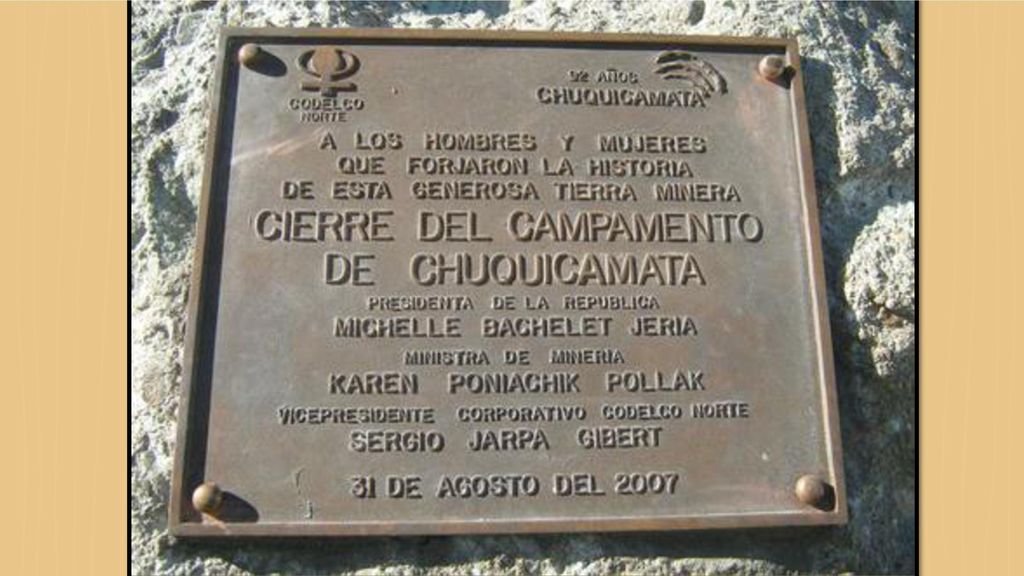 CODELCO
NORTE
92 AÑOS
CHUQUICAMATA
A LOS HOMBRES Y MUJERES
QUE FORJARON LA HISTORIA
DE ESTA GENEROSA TIERRA MINERA
CIERRE DEL CAMPAMENTO
DE CHUQUICAMATA
PRESIDENTA DE LA REPUBLICA
MICHELLE BACHELET JERIA
MINISTRA DE MINERIA
KAREN PONIACHIK POLLAK
VICEPRESIDENTE CORPORATIVO CODELCO NORTE
SERGIO JARPA GIBERT
31 DE AGOSTO DEL 2007